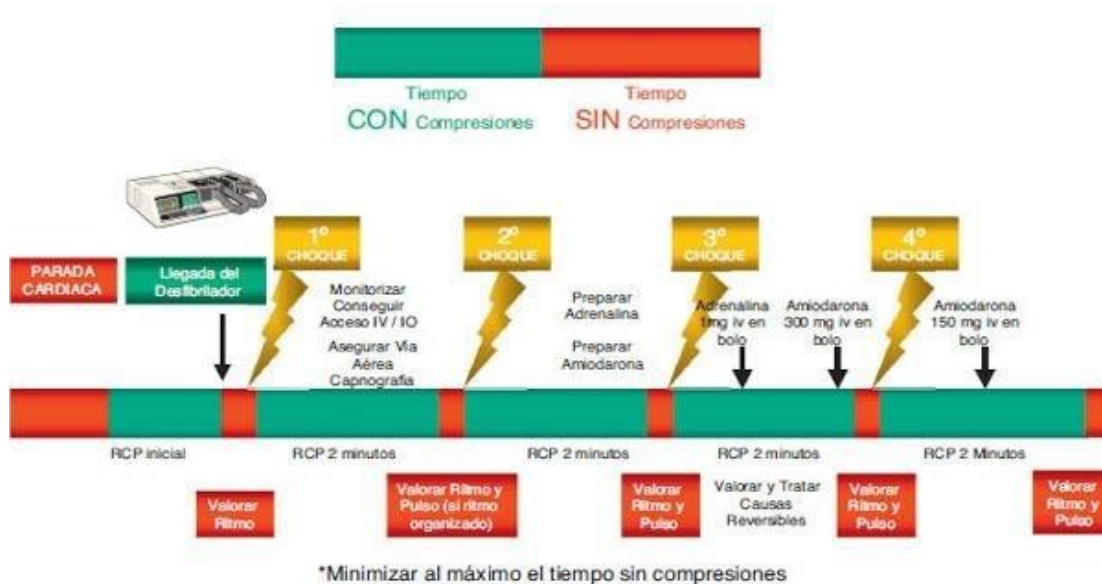 Tiempo
CON Compresiones
Tiempo
SIN Compresiones
PARADA
CARDIACA
Llegada del
Desfibrilador
1º
CHOQUE
Monitorizar
Conseguir
Acceso IV / IO
Asegurar Vía
Aérea
Capnografía
2º
CHOQUE
Preparar
Adrenalina
Preparar
Amiodarona
3º
CHOQUE
Adrenalina
1mg iv en
bolo
Amiodarona
300 mg iv en
bolo
4º
CHOQUE
Amiodarona
150 mg iv en
bolo
RCP inicial
RCP 2 minutos
RCP 2 minutos
RCP 2 minutos
RCP 2 Minutos
Valorar
Ritmo
Valorar Ritmo y
Pulso (si ritmo
organizado)
Valorar
Ritmo y
Pulso
Valorar y Tratar
Causas
Reversibles
Valorar
Ritmo y
Pulso
Valorar
Ritmo y
Pulso
*Minimizar al máximo el tiempo sin compresiones